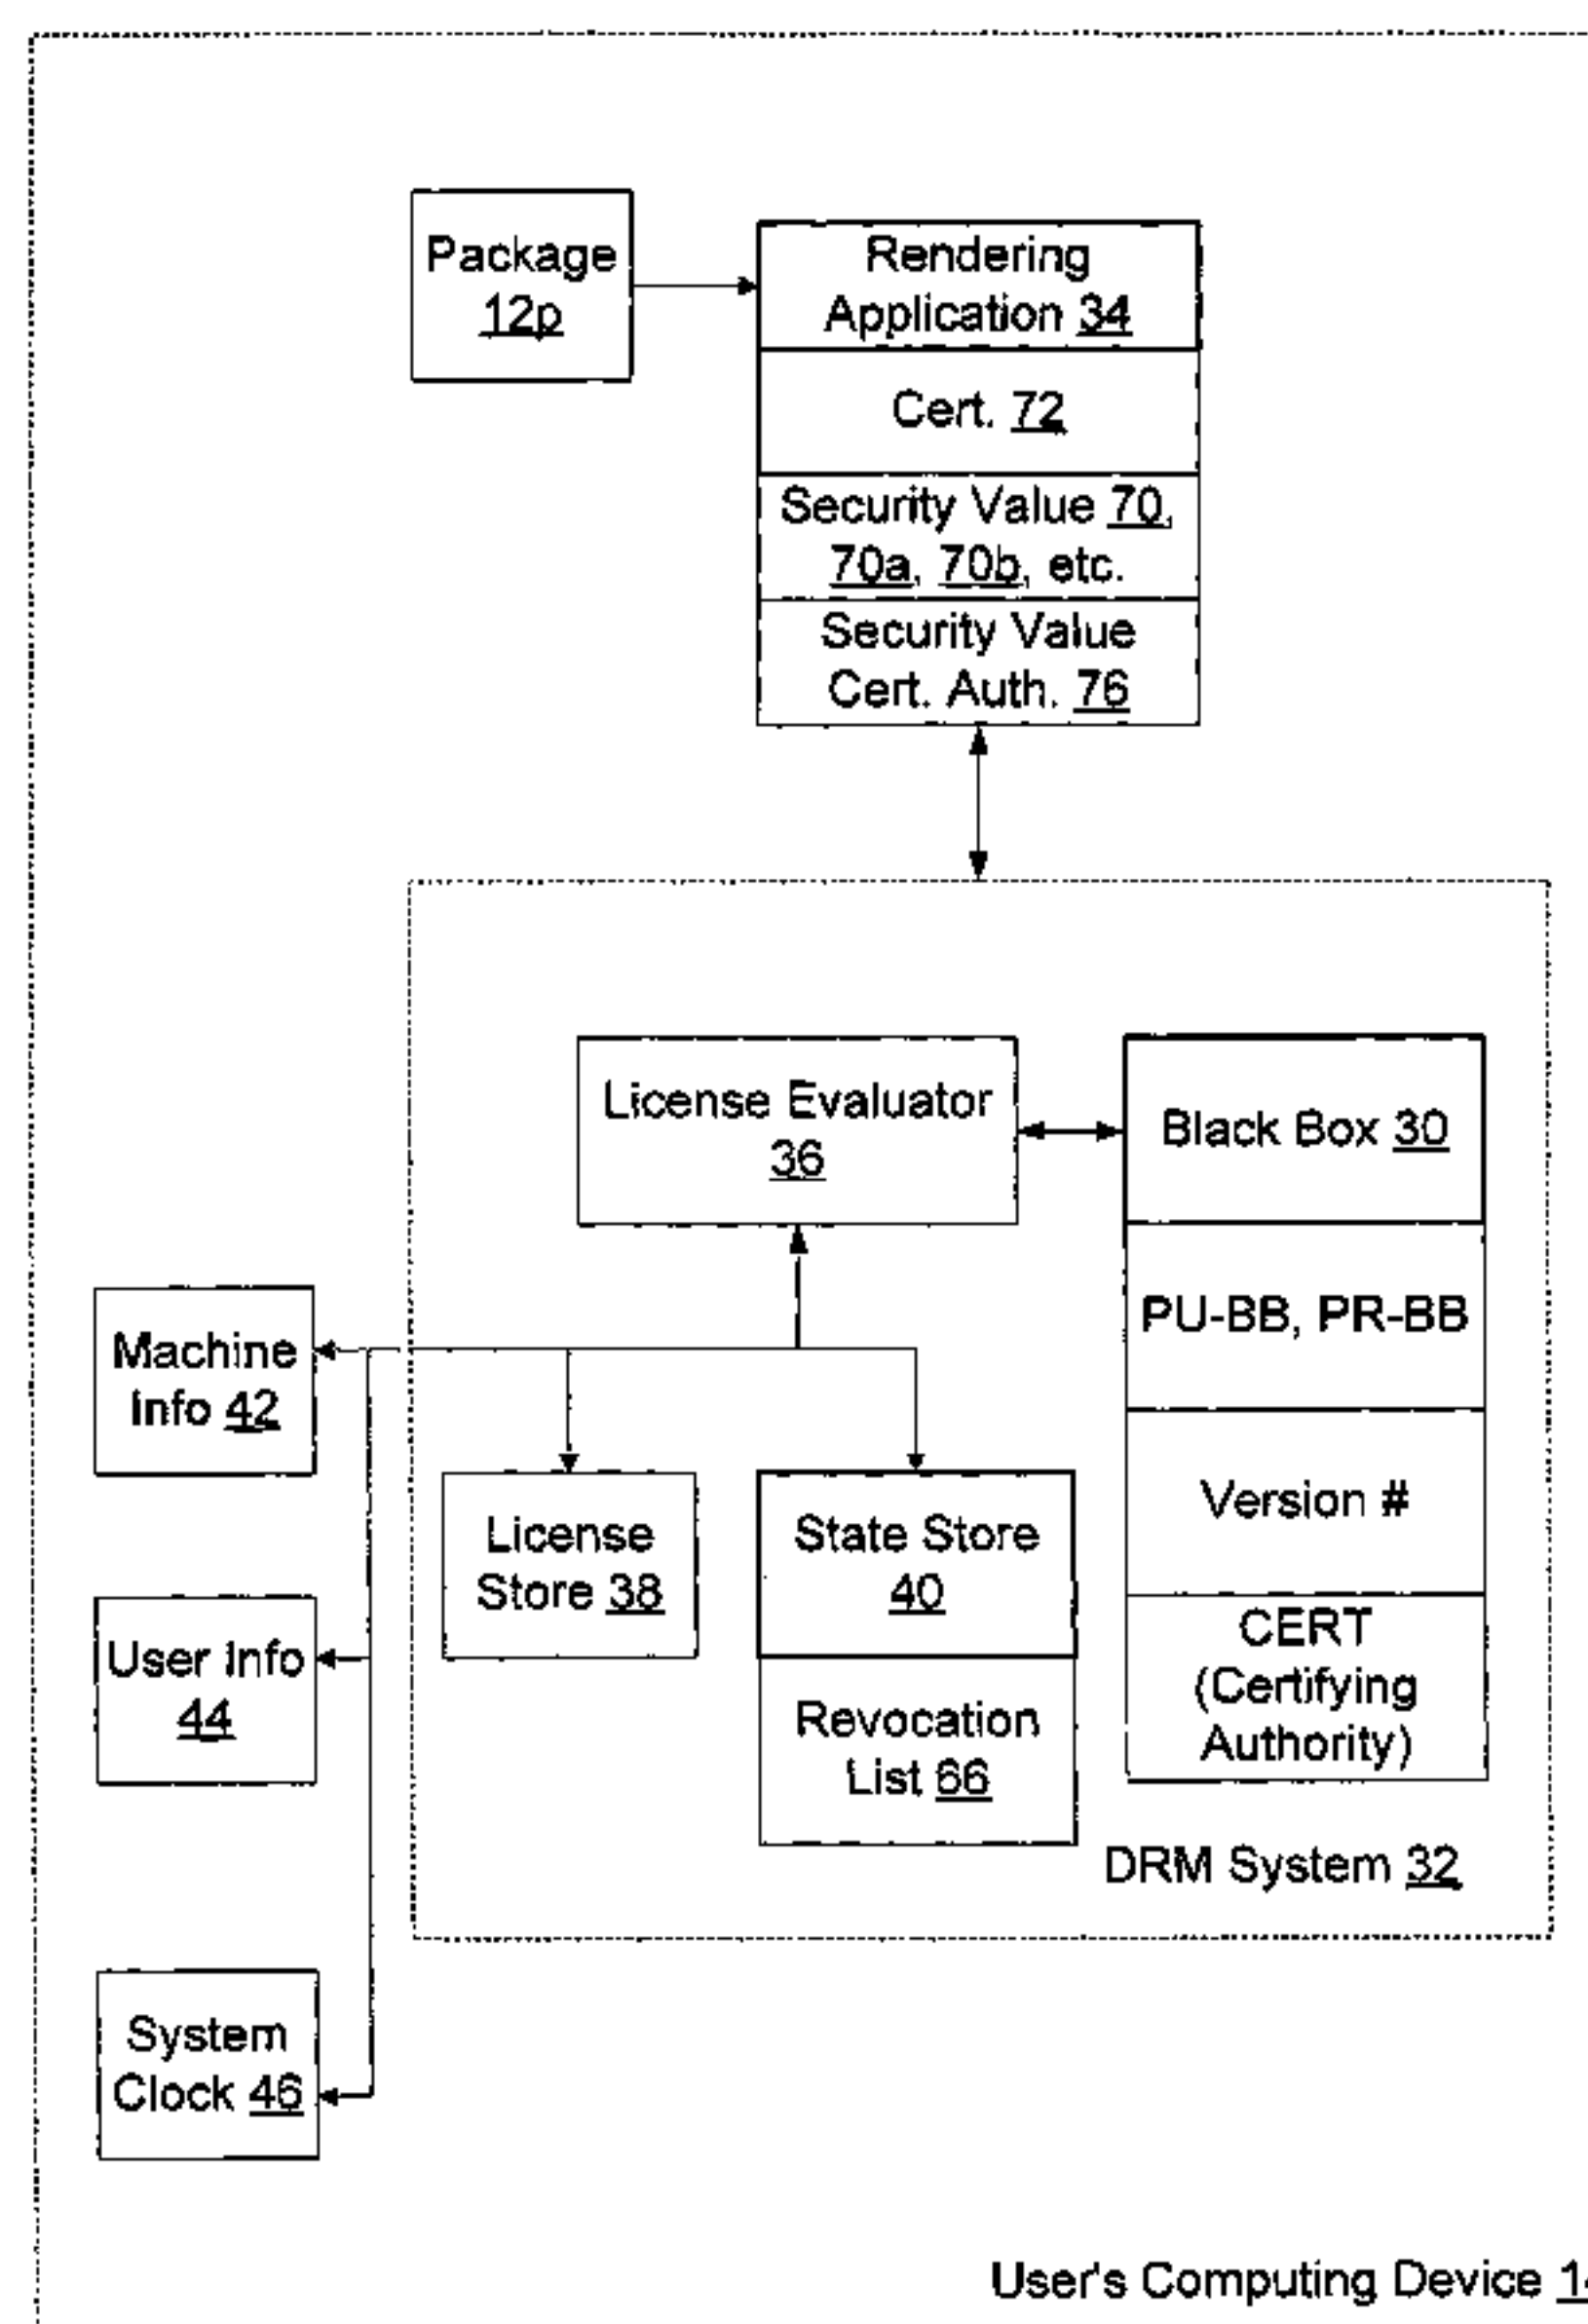 Package
12p
Rendering
Application 34
Cert. 72
Security Value 70,
70a, 70b, etc.
Security Value
Cert. Auth. 76
License Evaluator
36
Black Box 30
PU-BB, PR-BB
Version #
CERT
(Certifying
Authority)
Machine
Info 42
License
Store 38
State Store
40
Revocation
List 66
User Info
44
DRM System 32
System
Clock 46
User's Computing Device